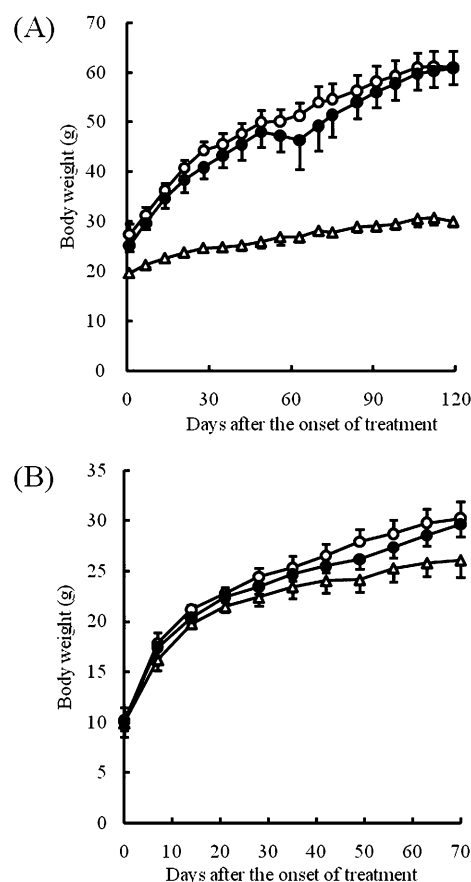 (A)
70
60
50
40
30
20
10
0
Body weight (g)
0 30 60 90 120
Days after the onset of treatment
(B)
35
30
25
20
15
10
5
0
Body weight (g)
0 10 20 30 40 50 60 70
Days after the onset of treatment